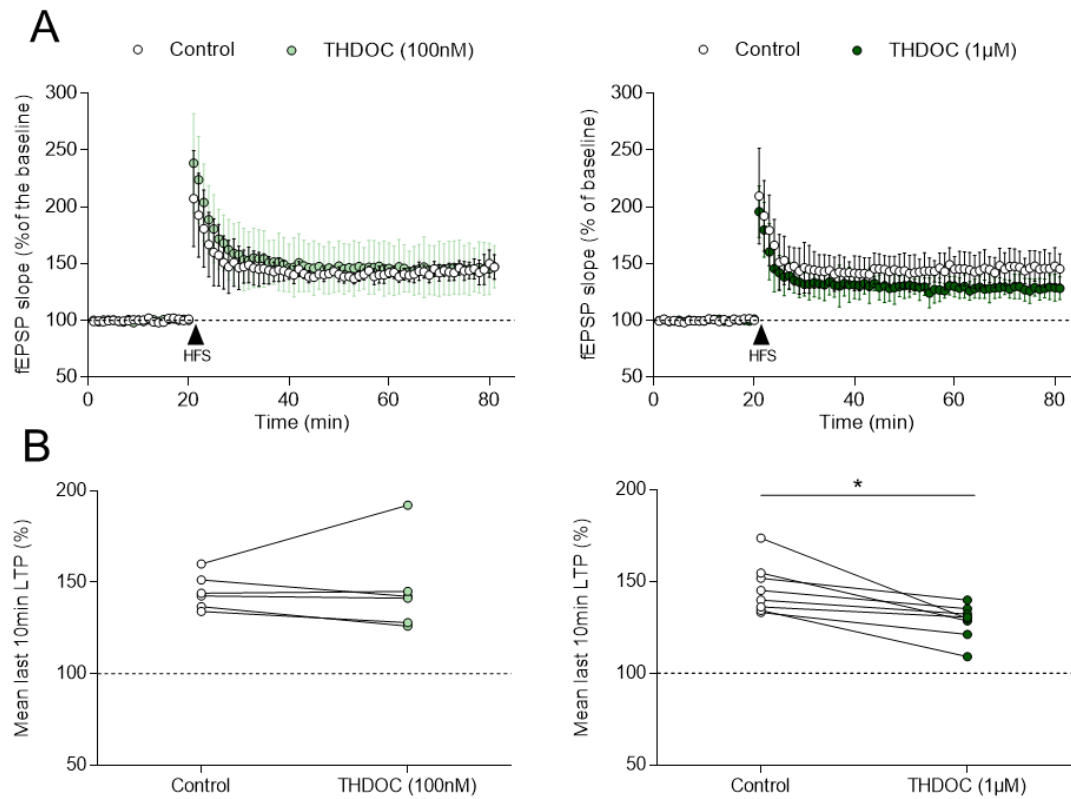 A
Control THDOC (100nM)
Control THDOC (1µM)
fEPSP slope (% of the baseline)
300
250
200
150
100
50
HFS
0 20 40 60 80
Time (min)
fEPSP slope (% of baseline)
300
250
200
150
100
50
HFS
0 20 40 60 80
Time (min)
B
Mean last 10min LTP (%)
200
150
100
50
Control THDOC (100nM)
Mean last 10min LTP (%)
200
150
100
50
*
Control THDOC (1µM)